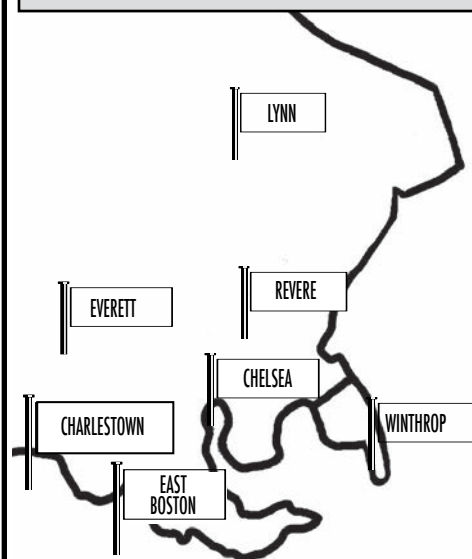 LYNN
REVERE
EVERETT
CHELSEA
CHARLESTOWN
WINTHROP
EAST
BOSTON